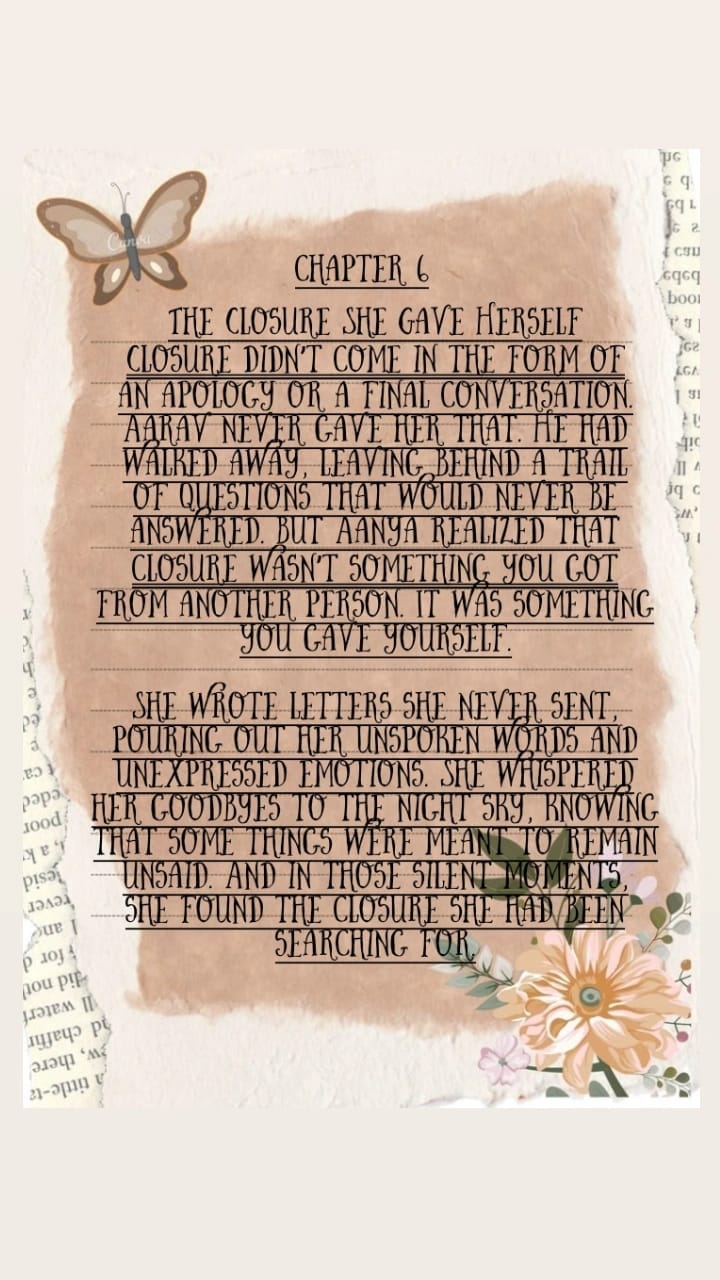 CHAPTER 6
THE CLOSURE SHE GAVE HERSELF
CLOSURE DIDN'T COME IN THE FORM OF
AN APOLOGY OR A FINAL CONVERSATION.
AARAV NEVER GAVE HER THAT. HE HAD
WALKED AWAY, LEAVING BEHIND A TRAIL
OF QUESTIONS THAT WOULD NEVER BE
ANSWERED. BUT AANYA REALIZED THAT
CLOSURE WASN'T SOMETHING YOU GOT
FROM ANOTHER PERSON. IT WAS SOMETHING
YOU GAVE YOURSELF.
SHE WROTE LETTERS SHE NEVER SENT,
POURING OUT HER UNSPOKEN WORDS AND
UNEXPRESSED EMOTIONS. SHE WHISPERED
HER GOODBYES TO THE NIGHT SKY, KNOWING
THAT SOME THINGS WERE MEANT TO REMAIN
UNSAID. AND IN THOSE SILENT MOMENTS,
SHE FOUND THE CLOSURE SHE HAD BEEN
SEARCHING FOR.
Canva